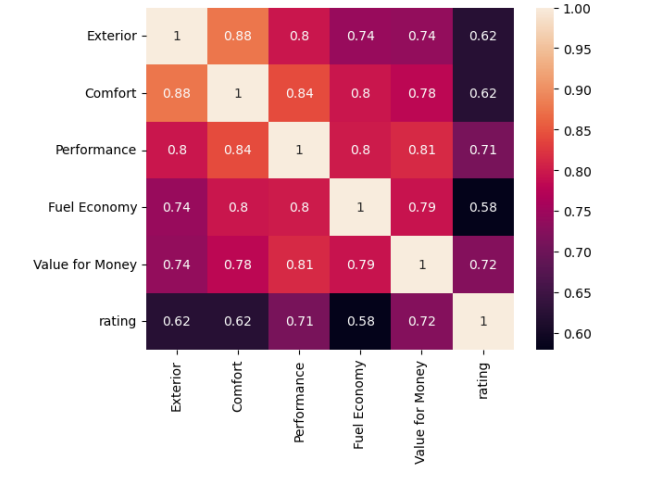 Exterior 1 0.88 0.8 0.74 0.74 0.62
Comfort 0.88 1 0.84 0.8 0.78 0.62
Performance 0.8 0.84 1 0.8 0.81 0.71
Fuel Economy 0.74 0.8 0.8 1 0.79 0.58
Value for Money 0.74 0.78 0.81 0.79 1 0.72
rating 0.62 0.62 0.71 0.58 0.72 1
Exterior
Comfort
Performance
Fuel Economy
Value for Money
rating
1.00
0.95
0.90
0.85
0.80
0.75
0.70
0.65
0.60